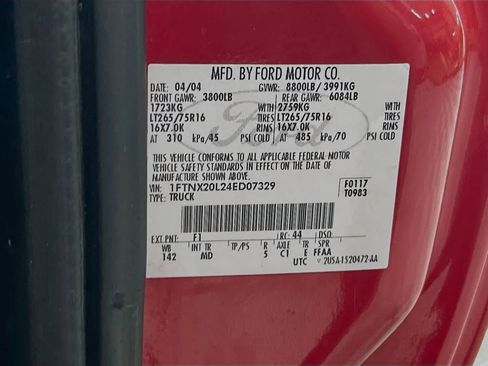 MFD. BY FORD MOTOR CO.
DATE: 04/04 GVWR: 8800LB/ 3991KG
FRONT GAWR: 3800LB REAR GAWR: 6084LB
1723KG WITH 2759KG WITH
LT265/75R16 TIRES LT265/75R16 TIRES
16X7.0K RIMS 16X7.0K RIMS
AT 310 kPa/45 PSI COLD AT 485 kPa/70 PSI COLD
Ford
THIS VEHICLE CONFORMS TO ALL APPLICABLE FEDERAL MOTOR
VEHICLE SAFETY STANDARDS IN EFFECT ON THE DATE OF
MANUFACTURE SHOWN ABOVE.
VIN: 1FTNX20L24ED07329 F0117
TYPE: TRUCK T0983
EXT PNT: F1 RC: 44 DSO:
WB INT TR TP/PS R AXLE TR SPR
142 MD 5 C1 E FFAA
UTC 2U5A-1520472-AA